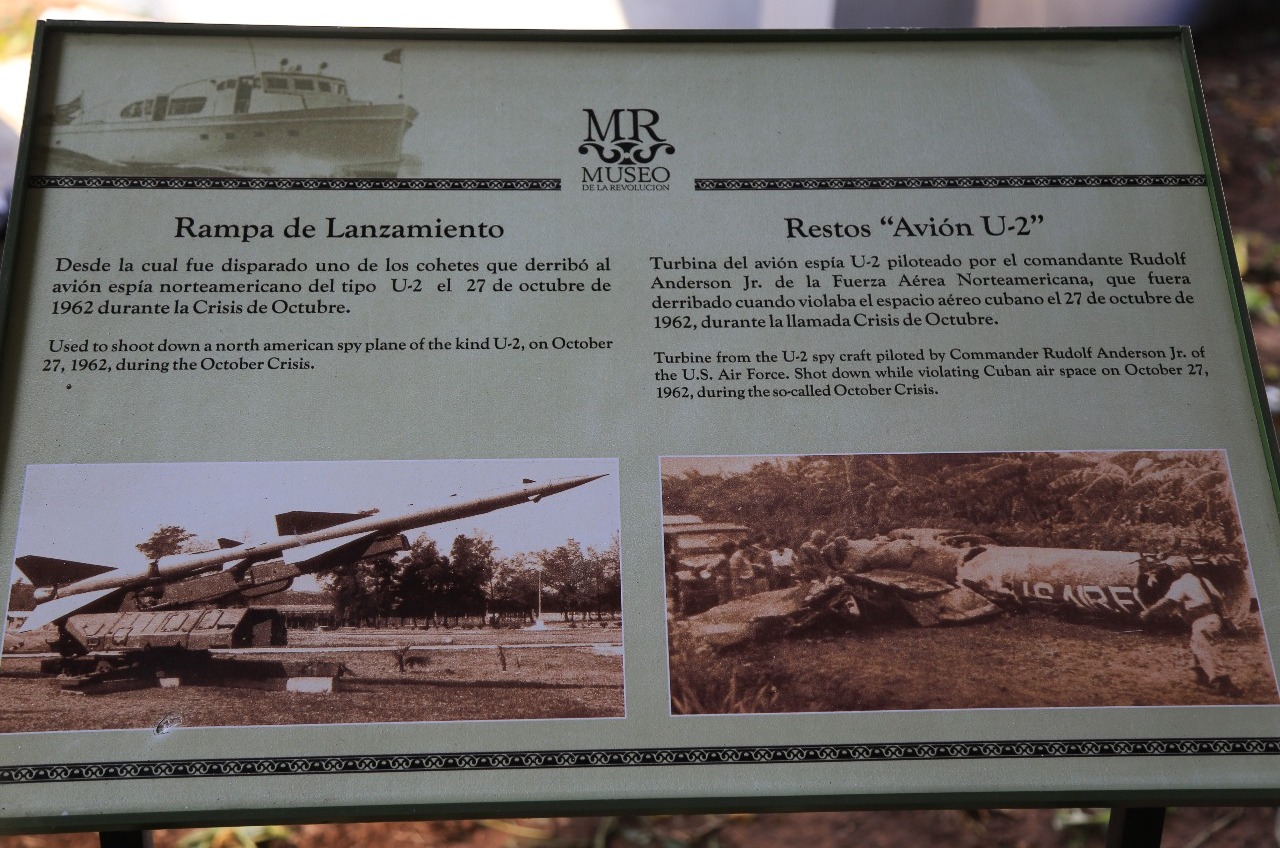 MR
MUSEO
DE LA REVOLUCION
Rampa de Lanzamiento
Desde la cual fue disparado uno de los cohetes que derribó al
avión espía norteamericano del tipo U-2 el 27 de octubre de
1962 durante la Crisis de Octubre.
Used to shoot down a north american spy plane of the kind U-2, on October
27, 1962, during the October Crisis.
Restos “Avión U-2”
Turbina del avión espía U-2 piloteado por el comandante Rudolf
Anderson Jr. de la Fuerza Aérea Norteamericana, que fuera
derribado cuando violaba el espacio aéreo cubano el 27 de octubre de
1962, durante la llamada Crisis de Octubre.
Turbine from the U-2 spy craft piloted by Commander Rudolf Anderson Jr. of
the U.S. Air Force. Shot down while violating Cuban air space on October 27,
1962, during the so-called October Crisis.